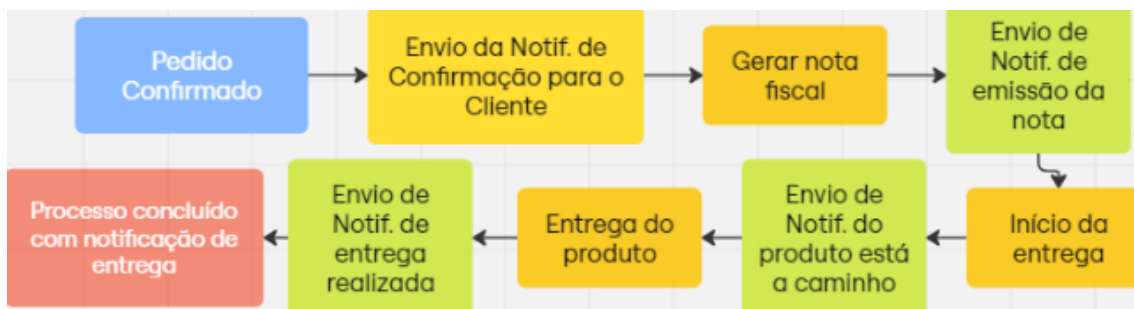 Pedido
Confirmado
Envio da Notif. de
Confirmação para o
Cliente
Gerar nota
fiscal
Envio de
Notif. de
emissão da
nota
Início da
entrega
Envio de
Notif. do
produto está
a caminho
Entrega do
produto
Envio de
Notif. de
entrega
realizada
Processo concluído
com notificação de
entrega